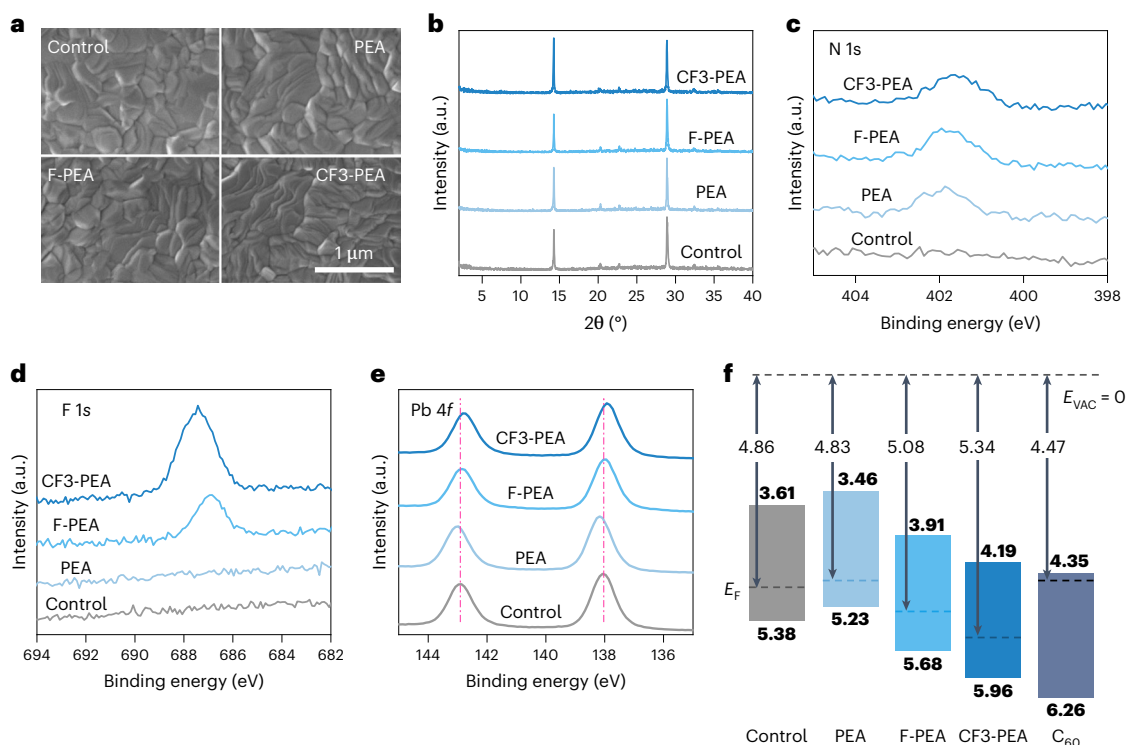 a
Control
PEA
F-PEA
CF3-PEA
1 µm
b
Intensity (a.u.)
CF3-PEA
F-PEA
PEA
Control
5 10 15 20 25 30 35 40
2θ (°)
c
N 1s
Intensity (a.u.)
CF3-PEA
F-PEA
PEA
Control
404 402 400 398
Binding energy (eV)
d
F 1s
Intensity (a.u.)
CF3-PEA
F-PEA
PEA
Control
694 692 690 688 686 684 682
Binding energy (eV)
e
Pb 4f
Intensity (a.u.)
CF3-PEA
F-PEA
PEA
Control
144 142 140 138 136
Binding energy (eV)
f
E_VAC = 0
4.86 4.83 5.08 5.34 4.47
3.61 3.46 3.91 4.19 4.35
E_F
5.38 5.23 5.68 5.96 6.26
Control PEA F-PEA CF3-PEA C₆₀